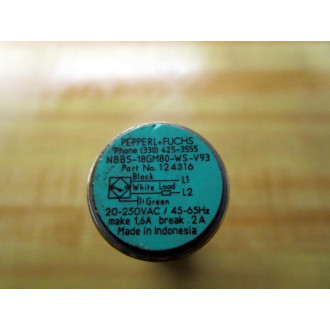 PEPPERL+FUCHS
Phone (330) 425-3555
NBB5-18GM80-WS-V93
Part No. 124316
Black L1
White Load L2
Green
20-250VAC / 45-65Hz
make 1,6A break .2A
Made in Indonesia